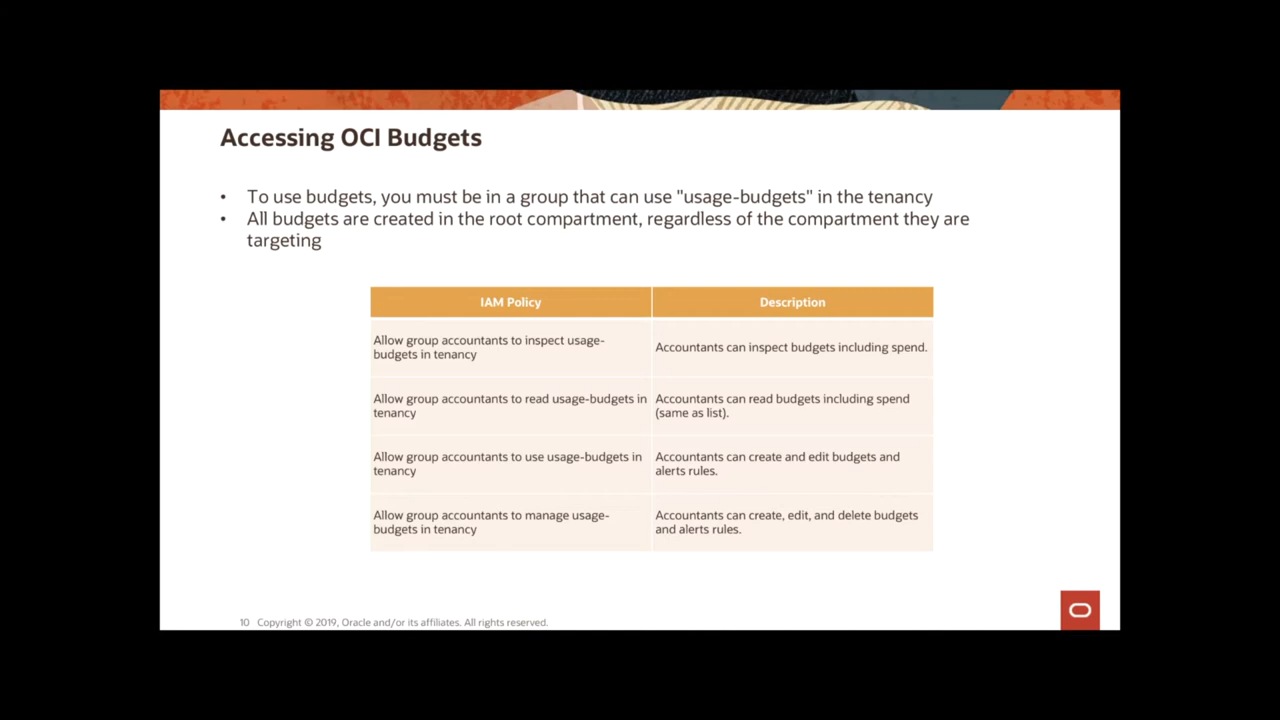 Accessing OCI Budgets
• To use budgets, you must be in a group that can use "usage-budgets" in the tenancy
• All budgets are created in the root compartment, regardless of the compartment they are
targeting
IAM Policy
Description
Allow group accountants to inspect usage-
budgets in tenancy
Accountants can inspect budgets including spend.
Allow group accountants to read usage-budgets in
tenancy
Accountants can read budgets including spend
(same as list).
Allow group accountants to use usage-budgets in
tenancy
Accountants can create and edit budgets and
alerts rules.
Allow group accountants to manage usage-
budgets in tenancy
Accountants can create, edit, and delete budgets
and alerts rules.
10 Copyright © 2019, Oracle and/or its affiliates. All rights reserved.